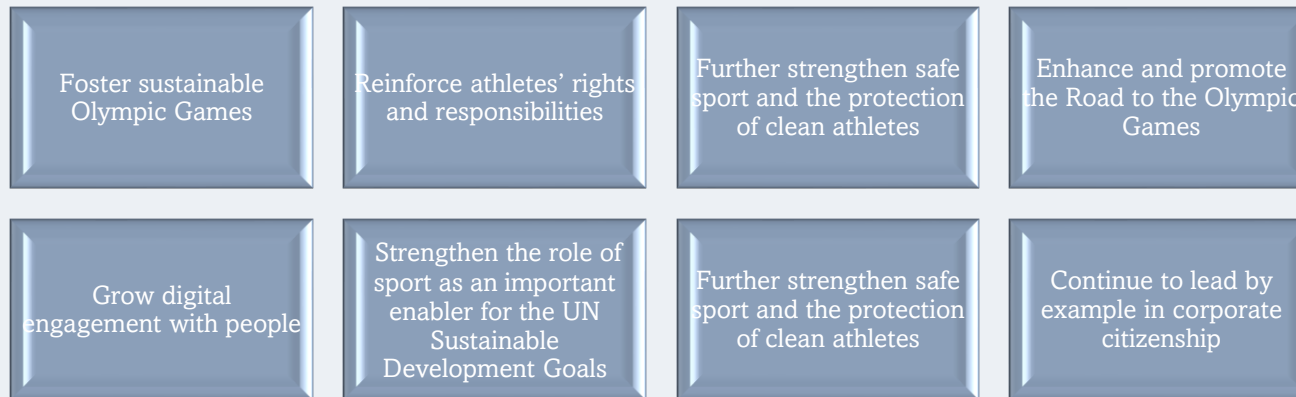 Foster sustainable
Olympic Games
Reinforce athletes’ rights
and responsibilities
Further strengthen safe
sport and the protection
of clean athletes
Enhance and promote
the Road to the Olympic
Games
Grow digital
engagement with people
Strengthen the role of
sport as an important
enabler for the UN
Sustainable
Development Goals
Further strengthen safe
sport and the protection
of clean athletes
Continue to lead by
example in corporate
citizenship